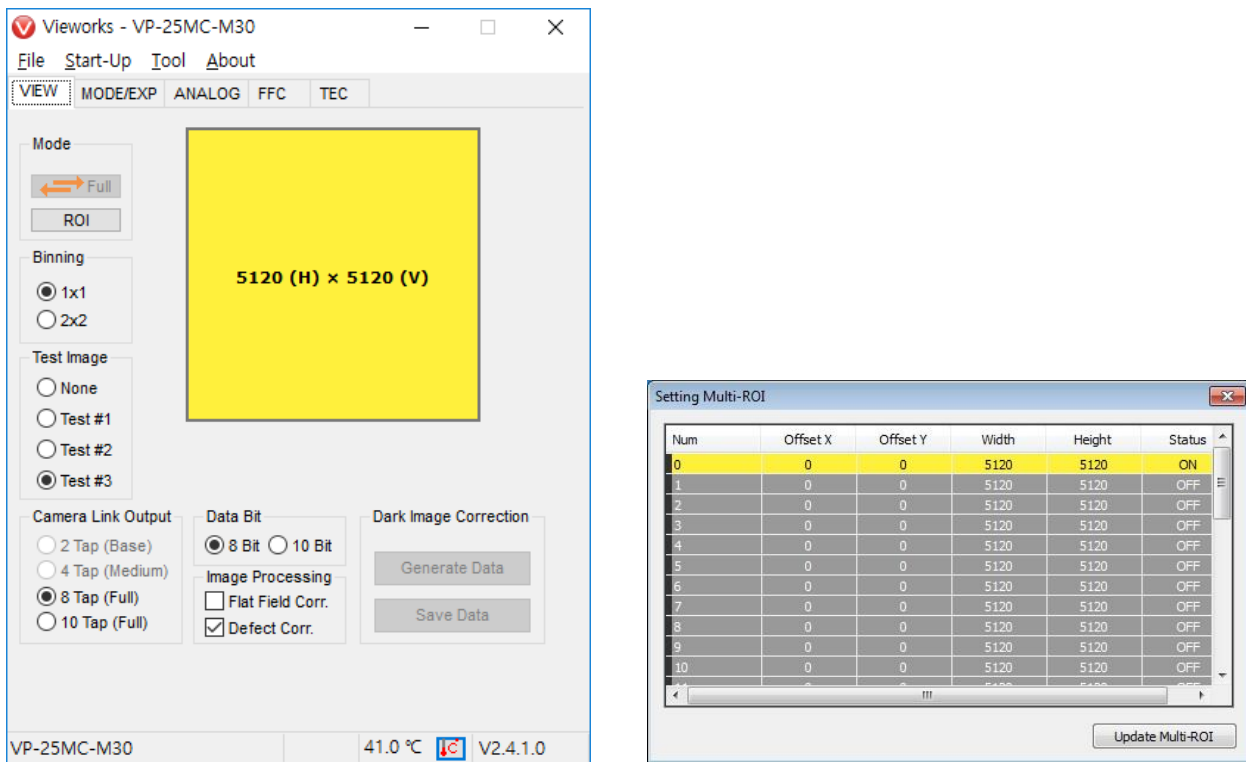 Vieworks - VP-25MC-M30
File Start-Up Tool About
VIEW MODE/EXP ANALOG FFC TEC
Mode
Full
ROI
Binning
1x1
2x2
5120 (H) × 5120 (V)
Test Image
None
Test #1
Test #2
Test #3
Camera Link Output
2 Tap (Base)
4 Tap (Medium)
8 Tap (Full)
10 Tap (Full)
Data Bit
8 Bit 10 Bit
Image Processing
Flat Field Corr.
Defect Corr.
Dark Image Correction
Generate Data
Save Data
VP-25MC-M30 41.0 ℃ V2.4.1.0
Setting Multi-ROI
Num Offset X Offset Y Width Height Status
0 0 0 5120 5120 ON
1 0 0 5120 5120 OFF
2 0 0 5120 5120 OFF
3 0 0 5120 5120 OFF
4 0 0 5120 5120 OFF
5 0 0 5120 5120 OFF
6 0 0 5120 5120 OFF
7 0 0 5120 5120 OFF
8 0 0 5120 5120 OFF
9 0 0 5120 5120 OFF
10 0 0 5120 5120 OFF
Update Multi-ROI